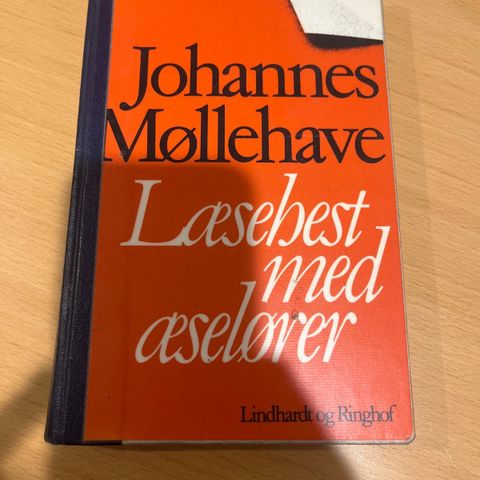 Johannes
Møllehave
Læsehest
med
æselører
Lindhardt og Ringhof